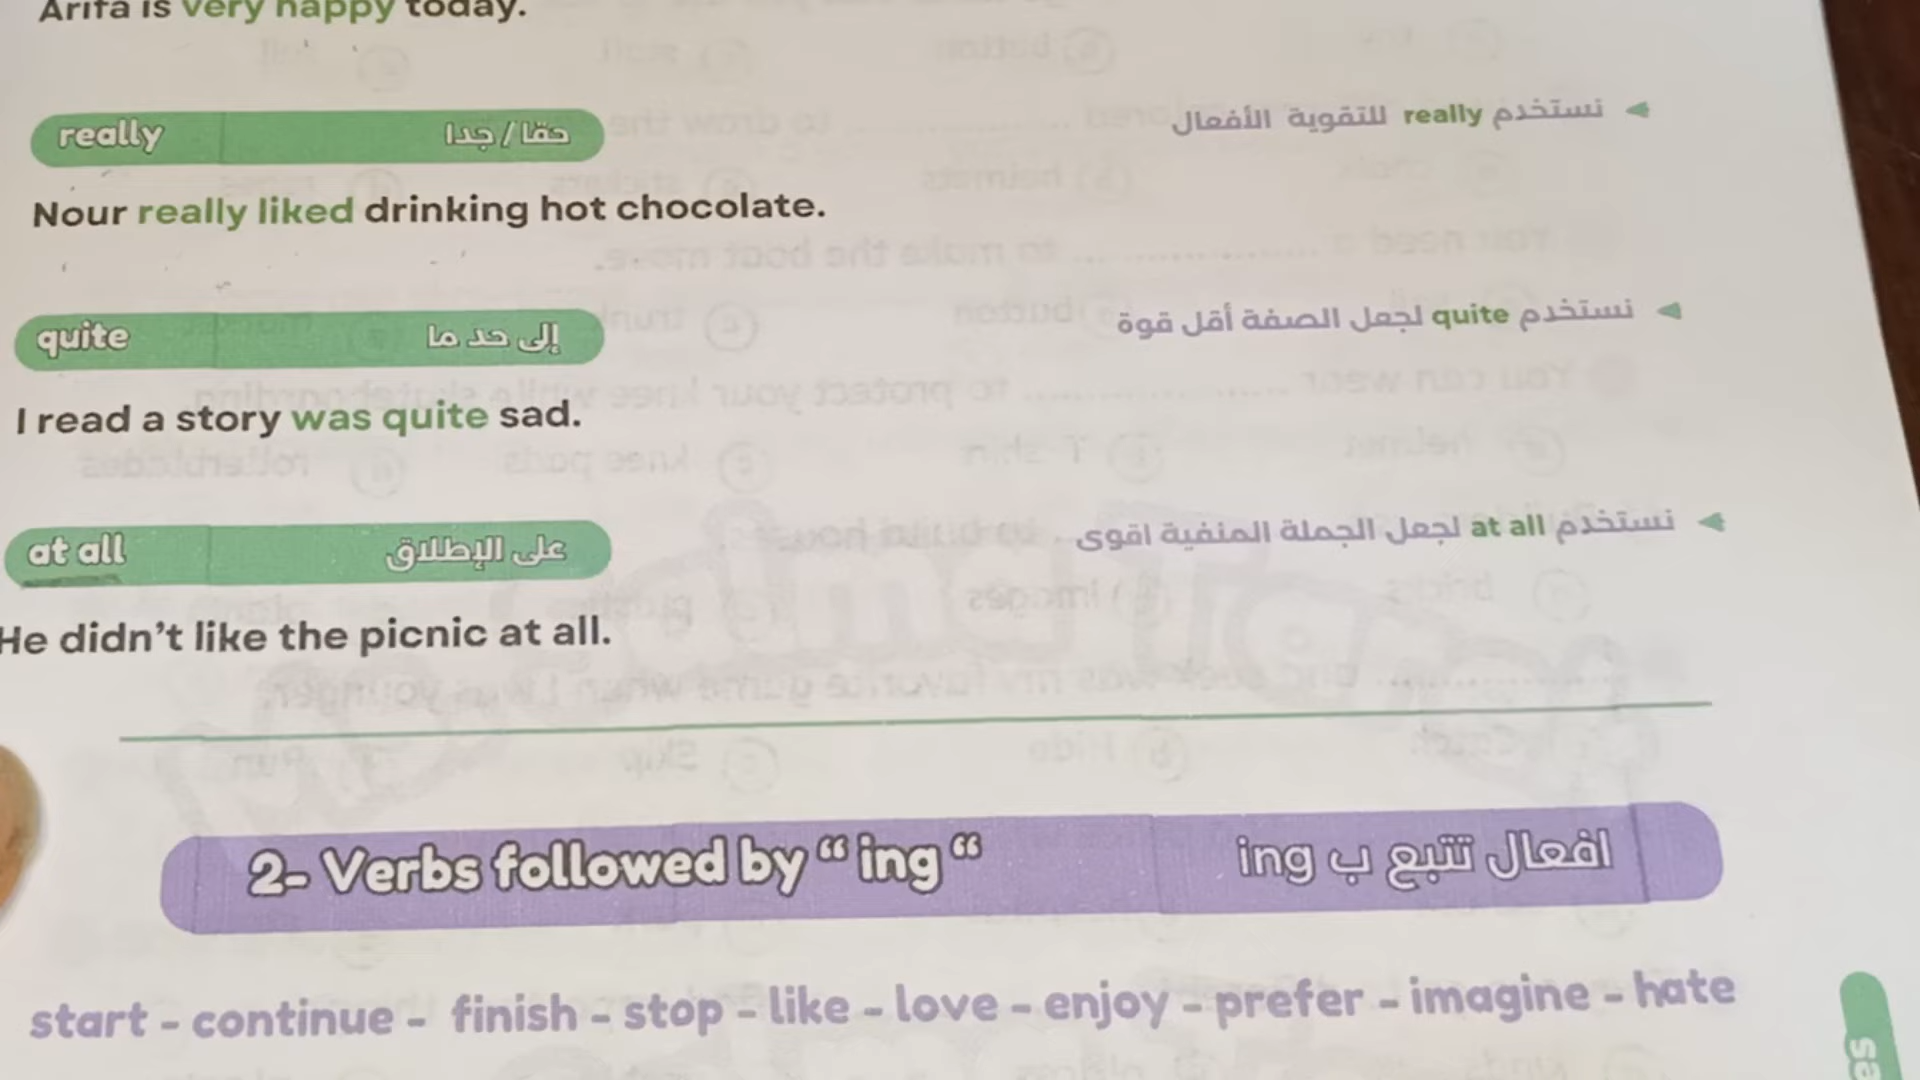 Arifa is very happy today.
really حقا/ جدا
نستخدم really للتقوية الأفعال
Nour really liked drinking hot chocolate.
quite إلى حد ما
نستخدم quite لجعل الصفة أقل قوة
I read a story was quite sad.
at all على الإطلاق
نستخدم at all لجعل الجملة المنفية اقوى
He didn't like the picnic at all.
2- Verbs followed by “ ing “ افعال تتبع ب ing
start - continue - finish - stop - like - love - enjoy - prefer - imagine - hate